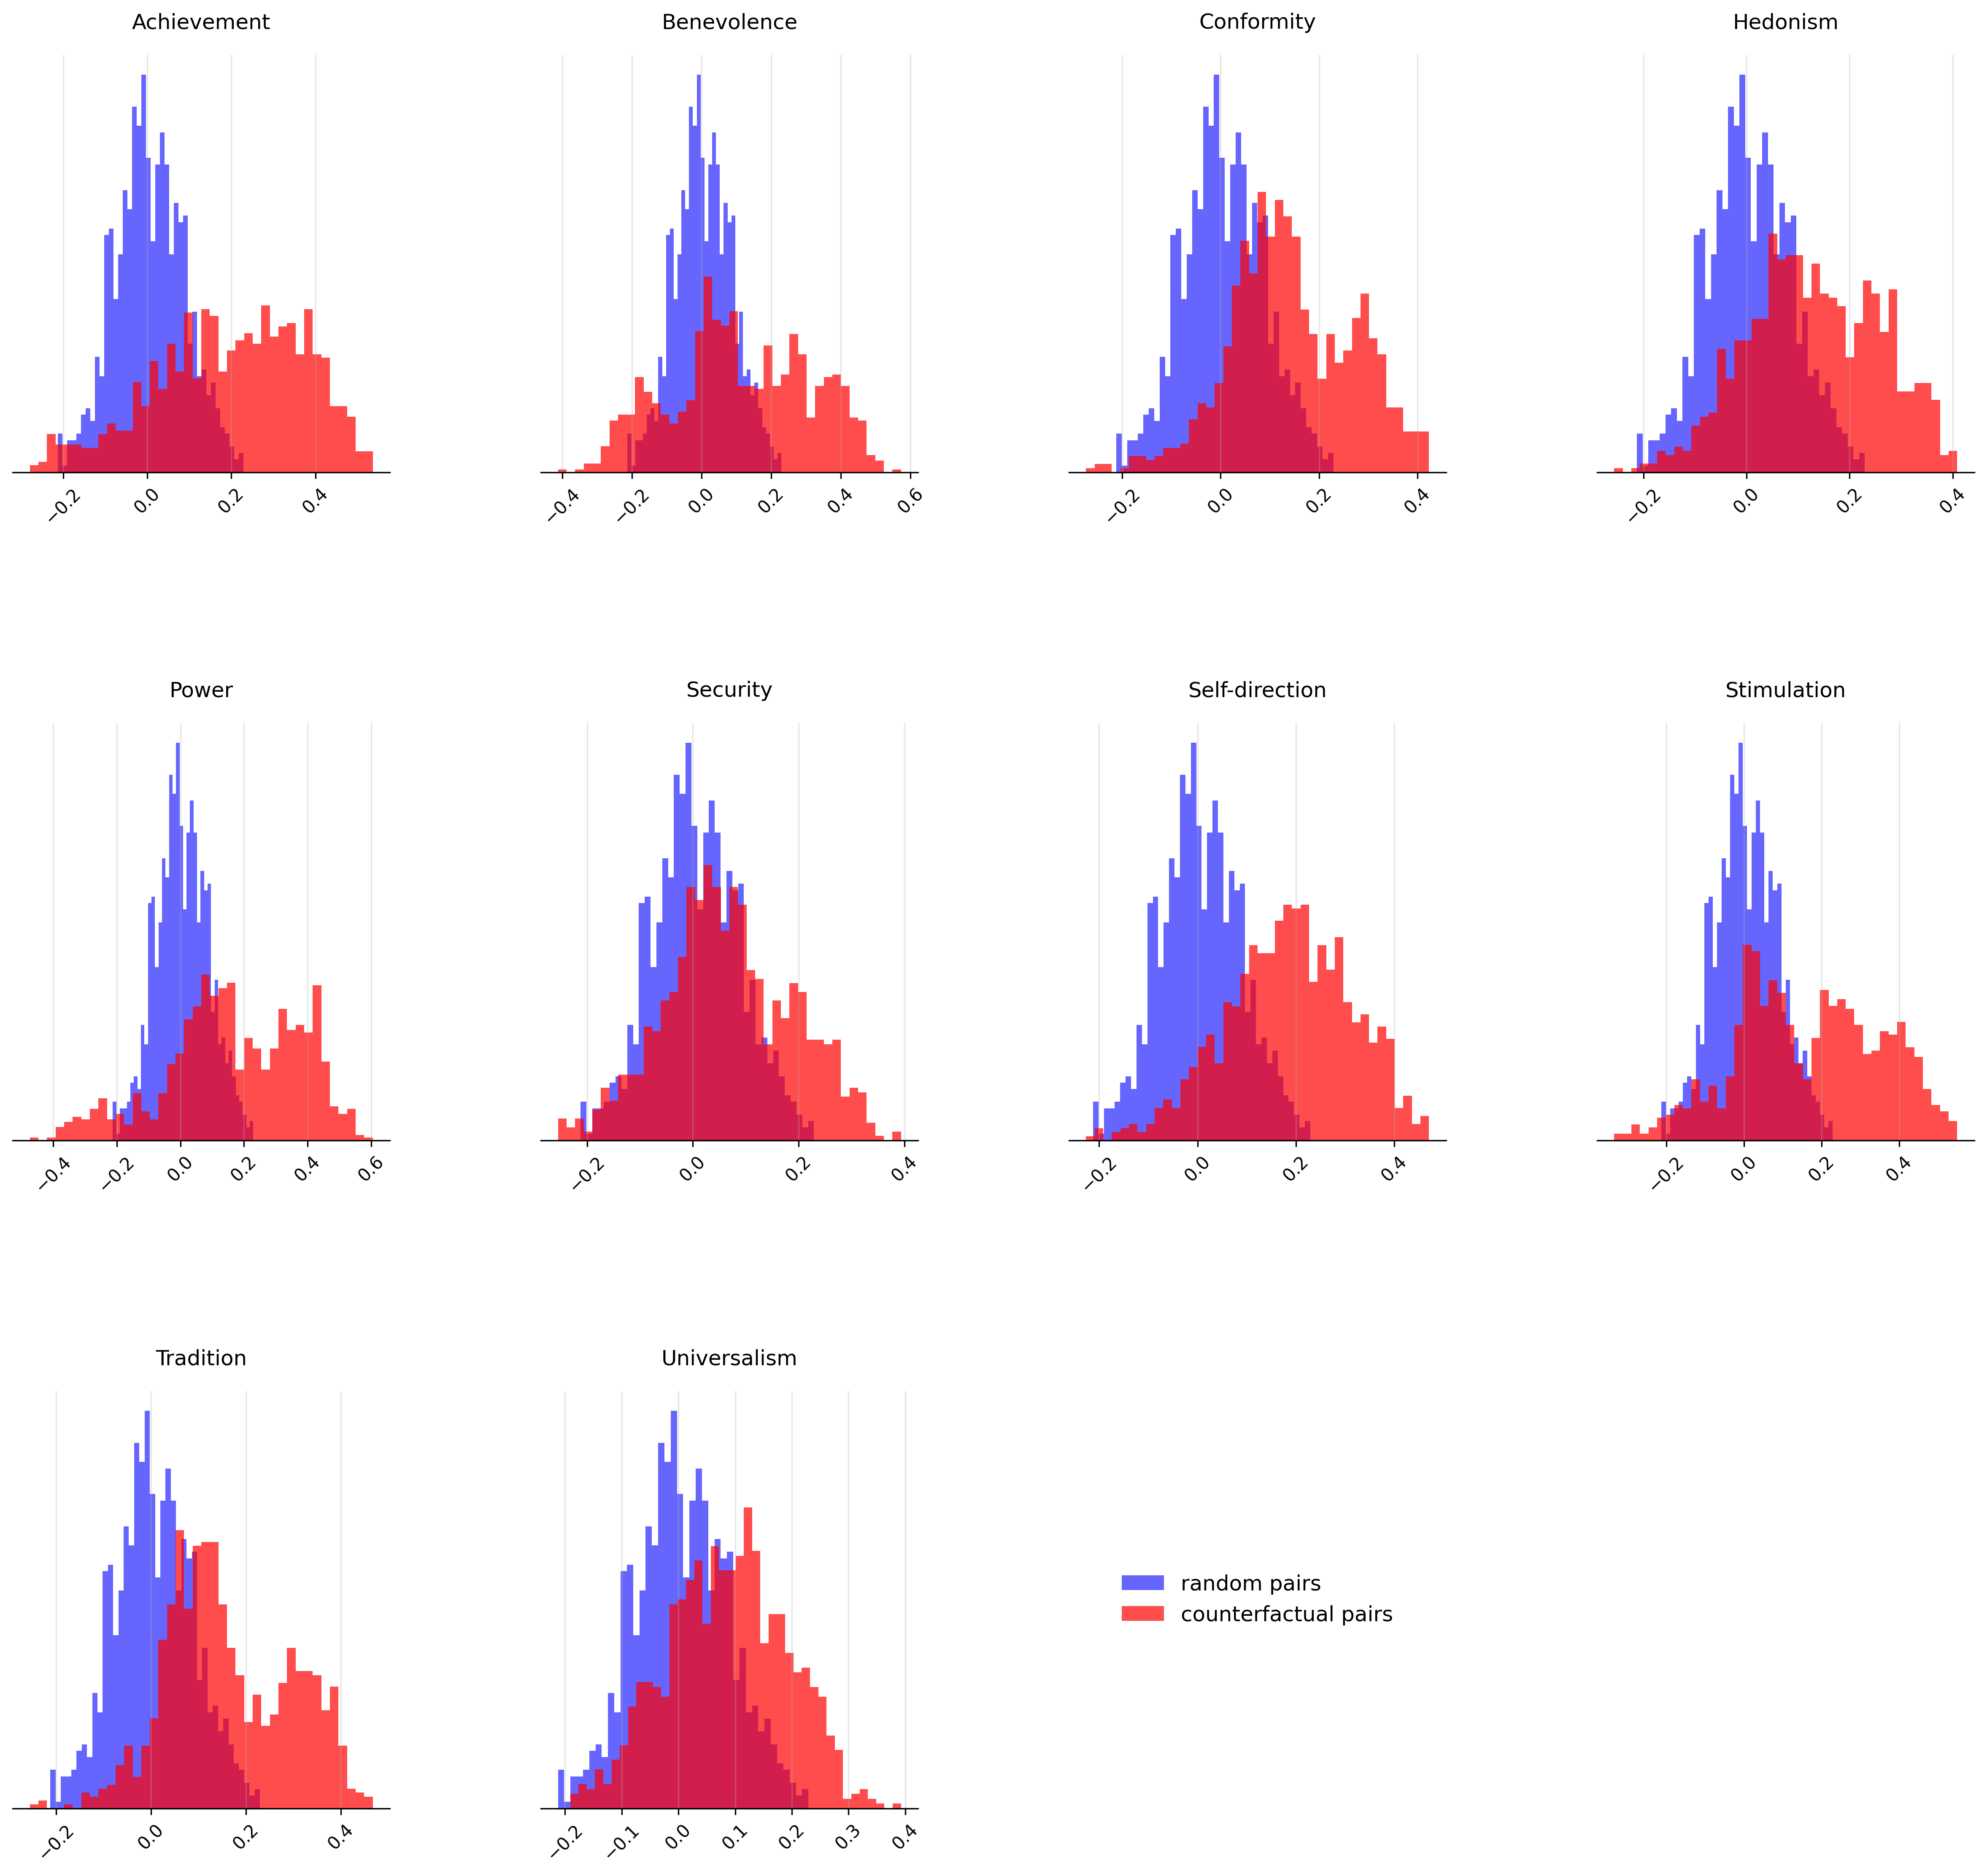 Achievement
Benevolence
Conformity
Hedonism
−0.2 0.0 0.2 0.4
−0.4 −0.2 0.0 0.2 0.4 0.6
−0.2 0.0 0.2 0.4
−0.2 0.0 0.2 0.4
Power
Security
Self-direction
Stimulation
−0.4 −0.2 0.0 0.2 0.4 0.6
−0.2 0.0 0.2 0.4
−0.2 0.0 0.2 0.4
−0.2 0.0 0.2 0.4
Tradition
Universalism
random pairs
counterfactual pairs
−0.2 0.0 0.2 0.4
−0.2 −0.1 0.0 0.1 0.2 0.3 0.4